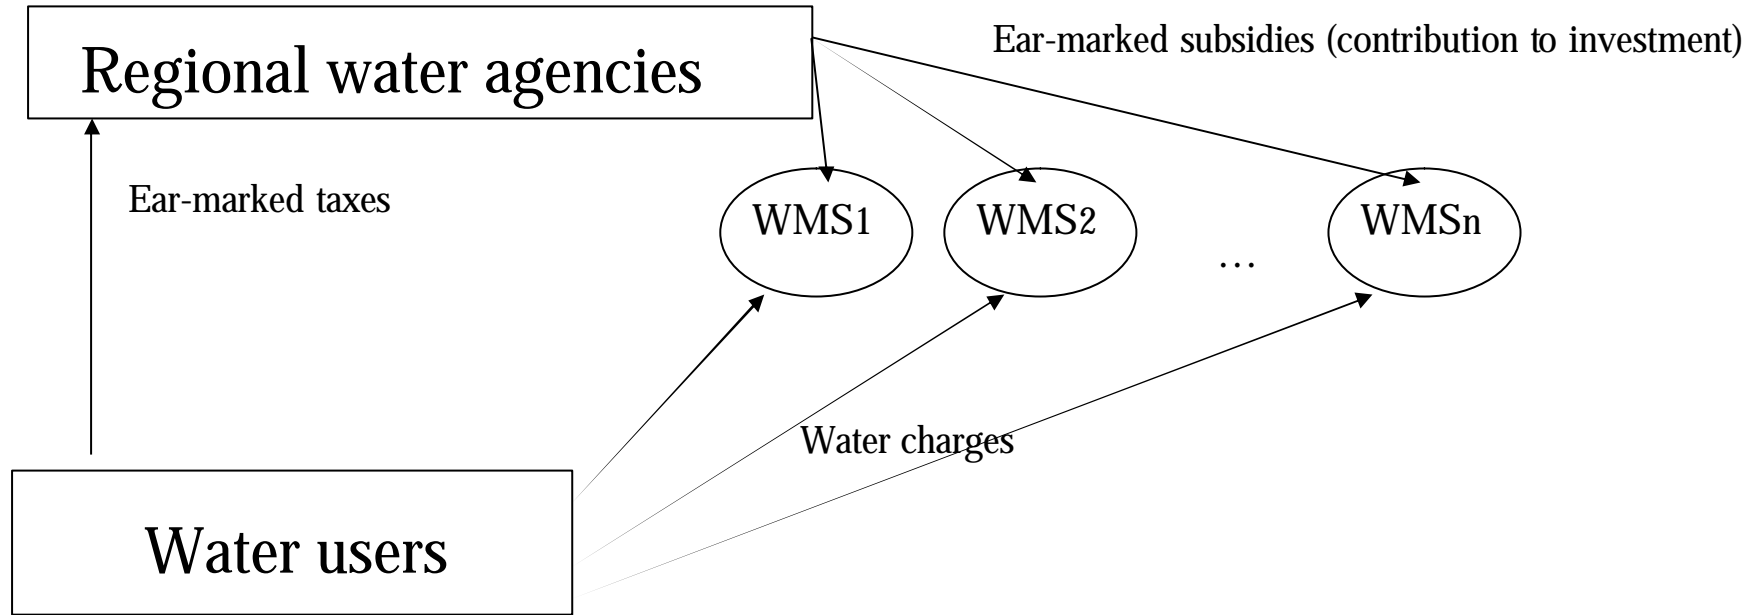 Ear-marked subsidies (contribution to investment)
Regional water agencies
Ear-marked taxes
WMS1
WMS2
...
WMSn
Water charges
Water users